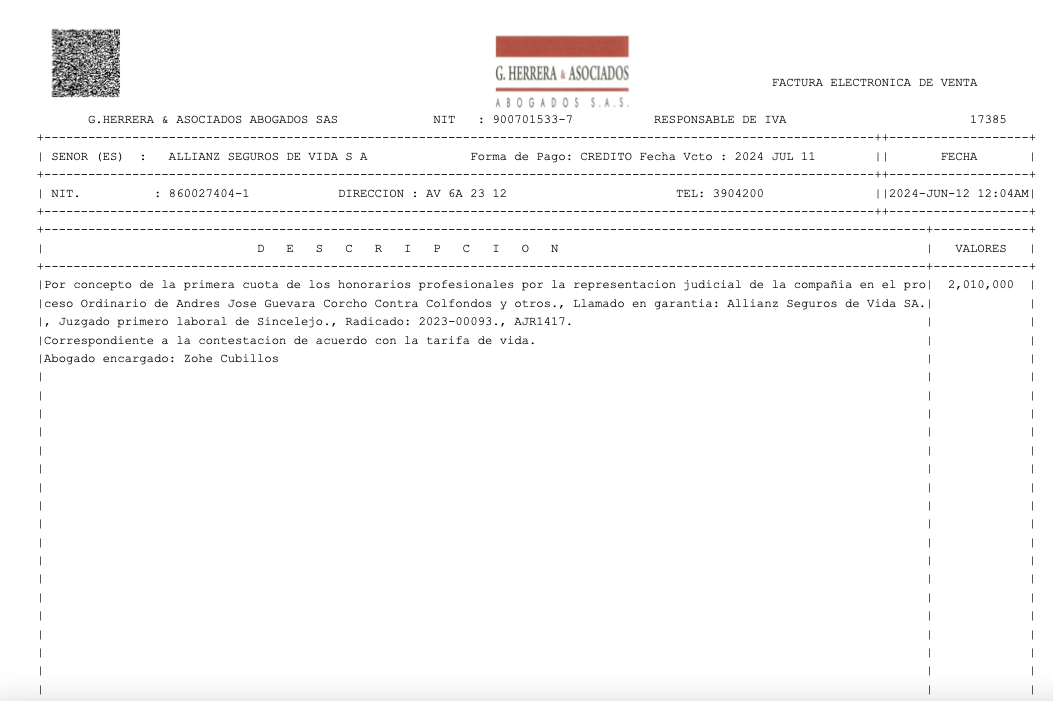 G. HERRERA & ASOCIADOS
ABOGADOS S.A.S.
FACTURA ELECTRONICA DE VENTA
G.HERRERA & ASOCIADOS ABOGADOS SAS NIT : 900701533-7 RESPONSABLE DE IVA 17385
SENOR (ES) : ALLIANZ SEGUROS DE VIDA S A Forma de Pago: CREDITO Fecha Vcto : 2024 JUL 11 FECHA
NIT. : 860027404-1 DIRECCION : AV 6A 23 12 TEL: 3904200 2024-JUN-12 12:04AM
D E S C R I P C I O N VALORES
Por concepto de la primera cuota de los honorarios profesionales por la representacion judicial de la compañia en el pro 2,010,000
ceso Ordinario de Andres Jose Guevara Corcho Contra Colfondos y otros., Llamado en garantia: Allianz Seguros de Vida SA.
, Juzgado primero laboral de Sincelejo., Radicado: 2023-00093., AJR1417.
Correspondiente a la contestacion de acuerdo con la tarifa de vida.
Abogado encargado: Zohe Cubillos